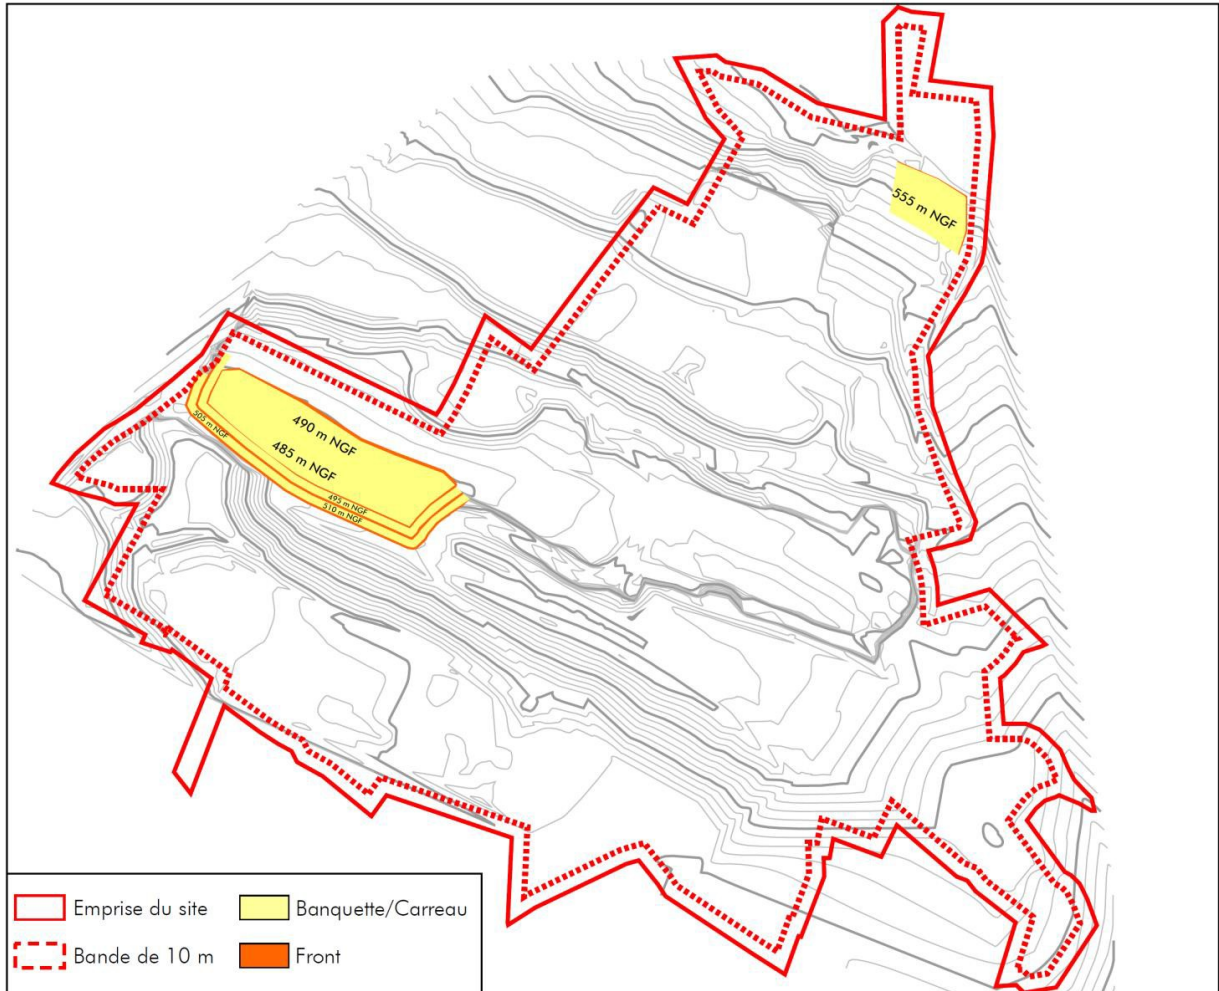 555 m NGF
490 m NGF
485 m NGF
505 m NGF
495 m NGF
510 m NGF
Emprise du site
Banquette/Carreau
Bande de 10 m
Front